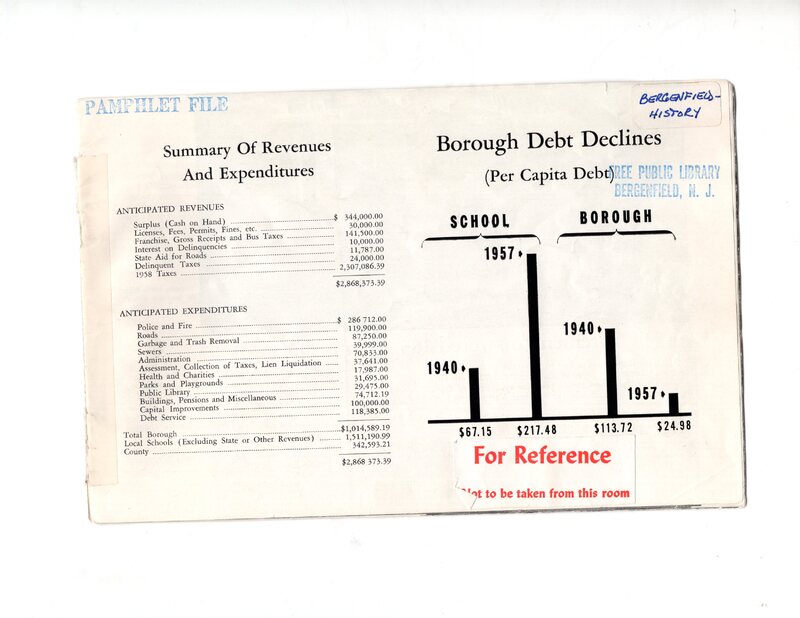 PAMPHLET FILE
BERGENFIELD-
HISTORY
Summary Of Revenues
And Expenditures
ANTICIPATED REVENUES
Surplus (Cash on Hand) $ 344,000.00
Licenses, Fees, Permits, Fines, etc. 30,000.00
Franchise, Gross Receipts and Bus Taxes 141,500.00
Interest on Delinquencies 10,000.00
State Aid for Roads 11,787.00
Delinquent Taxes 24,000.00
1958 Taxes 2,307,086.39
$2,868,373.39
ANTICIPATED EXPENDITURES
Police and Fire $ 286 712.00
Roads 119,900.00
Garbage and Trash Removal 87,250.00
Sewers 39,999.00
Administration 70,833.00
Assessment, Collection of Taxes, Lien Liquidation 37,641.00
Health and Charities 17,987.00
Parks and Playgrounds 31,695.00
Public Library 29,475.00
Buildings, Pensions and Miscellaneous 74,712.19
Capital Improvements 100,000.00
Debt Service 118,385.00
Total Borough $1,014,589.19
Local Schools (Excluding State or Other Revenues) 1,511,190.99
County 342,593.21
$2,868 373.39
Borough Debt Declines
(Per Capita Debt)
FREE PUBLIC LIBRARY
BERGENFIELD, N. J.
SCHOOL BOROUGH
1957
1940
1940
1957
$67.15 $217.48 $113.72 $24.98
For Reference
Not to be taken from this room